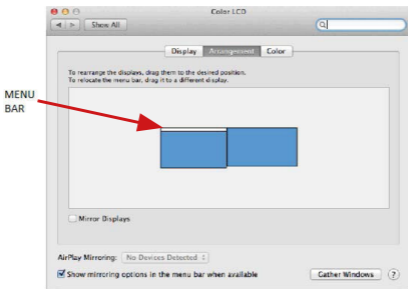 Color LCD
Show All
Display Arrangement Color
To rearrange the displays, drag them to the desired position.
To relocate the menu bar, drag it to a different display.
MENU
BAR
Mirror Displays
AirPlay Mirroring: No Devices Detected
Show mirroring options in the menu bar when available
Gather Windows ?